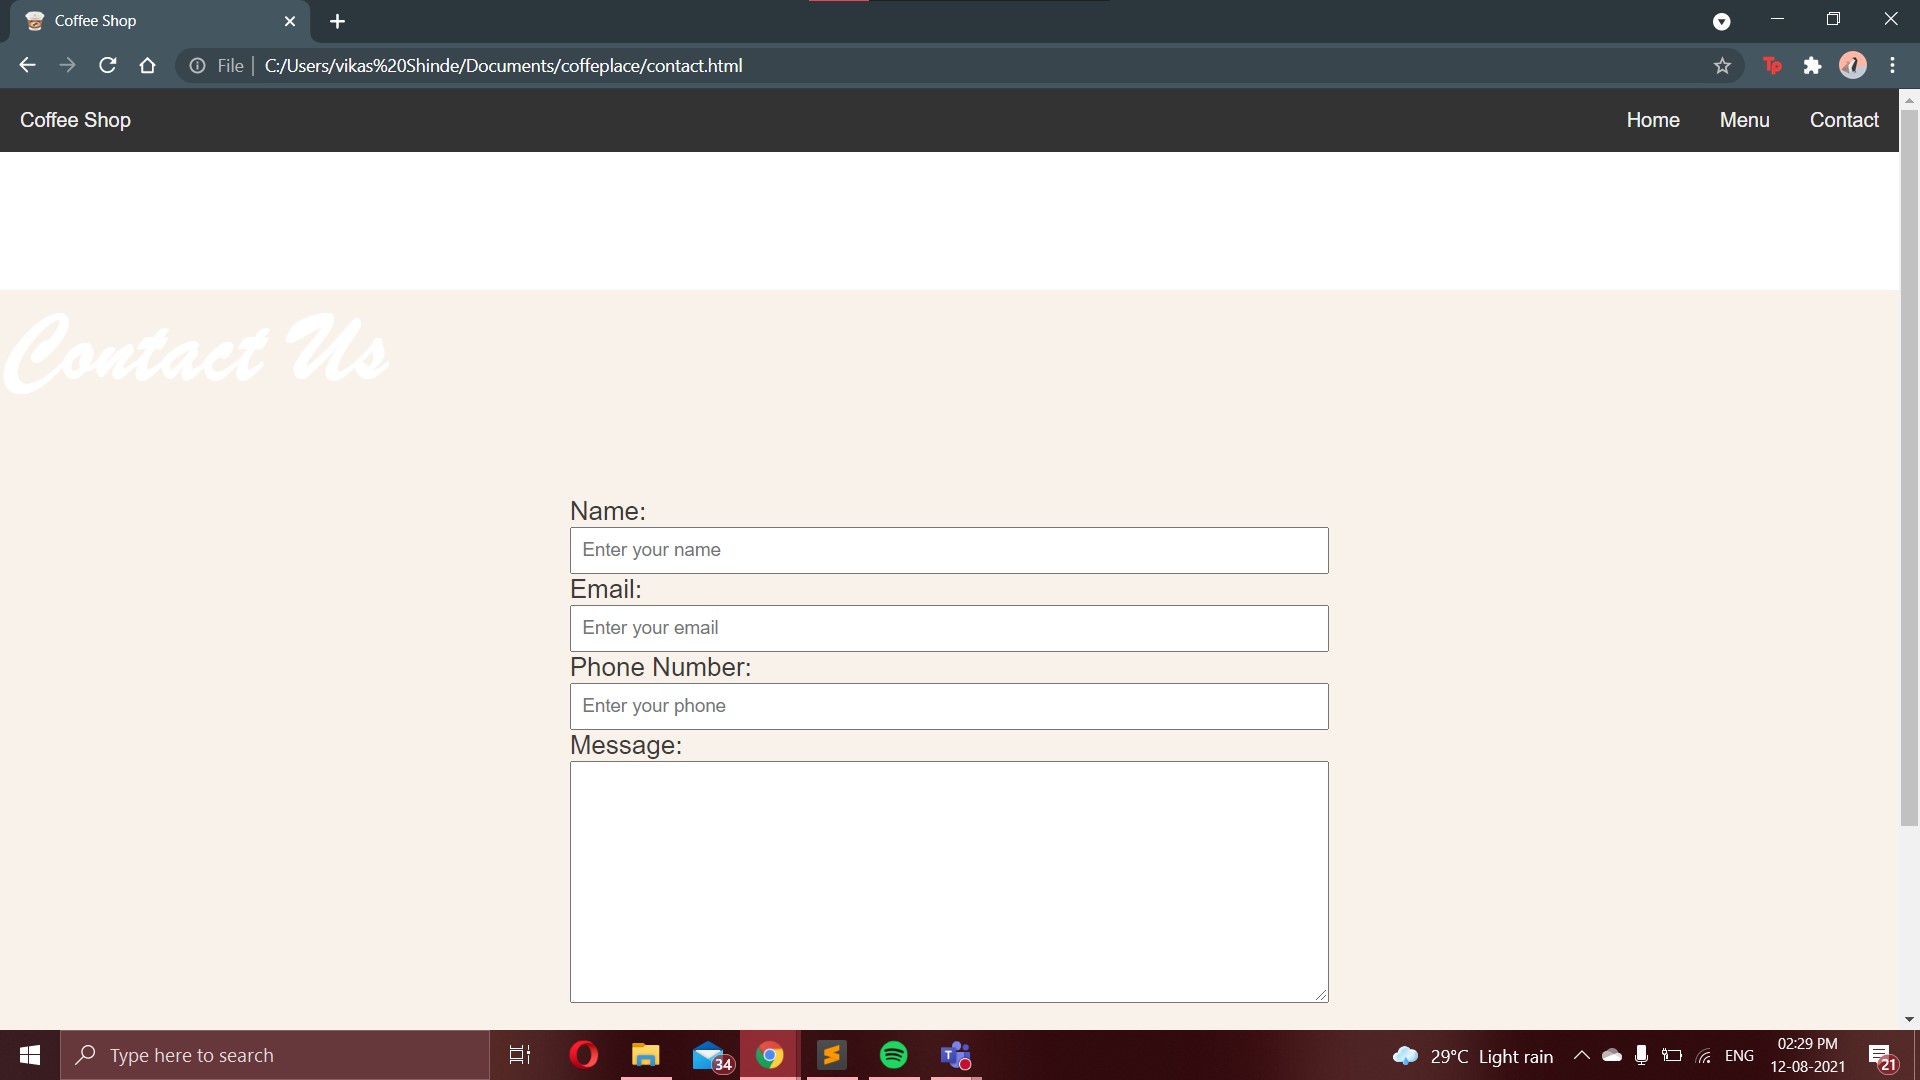 Coffee Shop
File
C:/Users/vikas%20Shinde/Documents/coffeplace/contact.html
Tp
Coffee Shop
Home
Menu
Contact
Contact Us
Name:
Enter your name
Email:
Enter your email
Phone Number:
Enter your phone
Message:
Type here to search
34
T
29°C Light rain
ENG
02:29 PM
12-08-2021
21